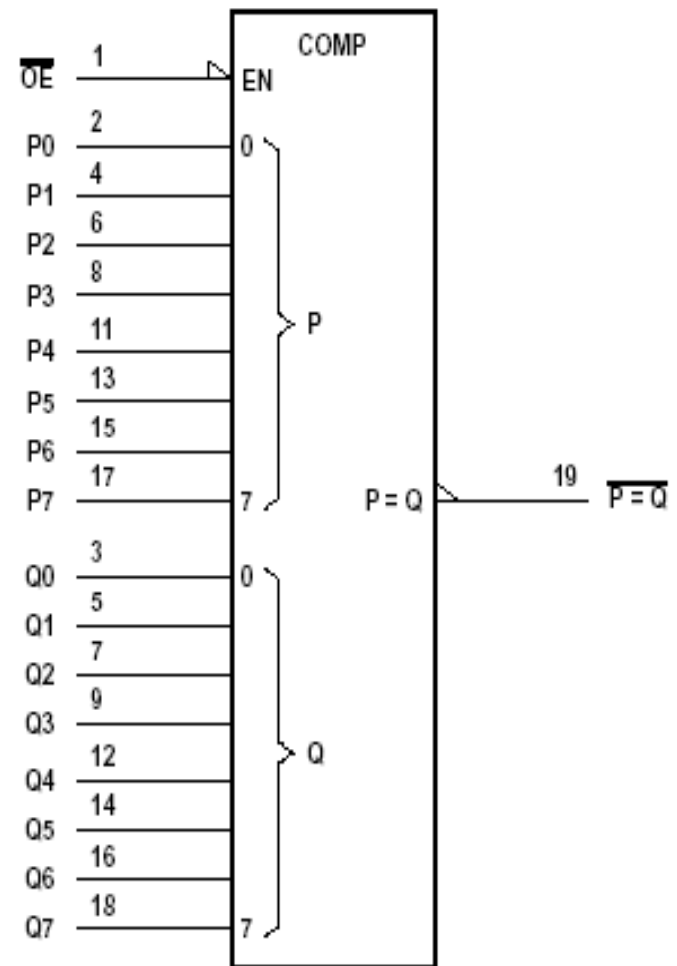 COMP
O̅E̅ 1 EN
P0 2 0
P1 4
P2 6
P3 8
P
P4 11
P5 13
P6 15
P7 17 7 P = Q 19 P̅ ̅=̅ ̅Q̅
Q0 3 0
Q1 5
Q2 7
Q3 9
Q
Q4 12
Q5 14
Q6 16
Q7 18 7